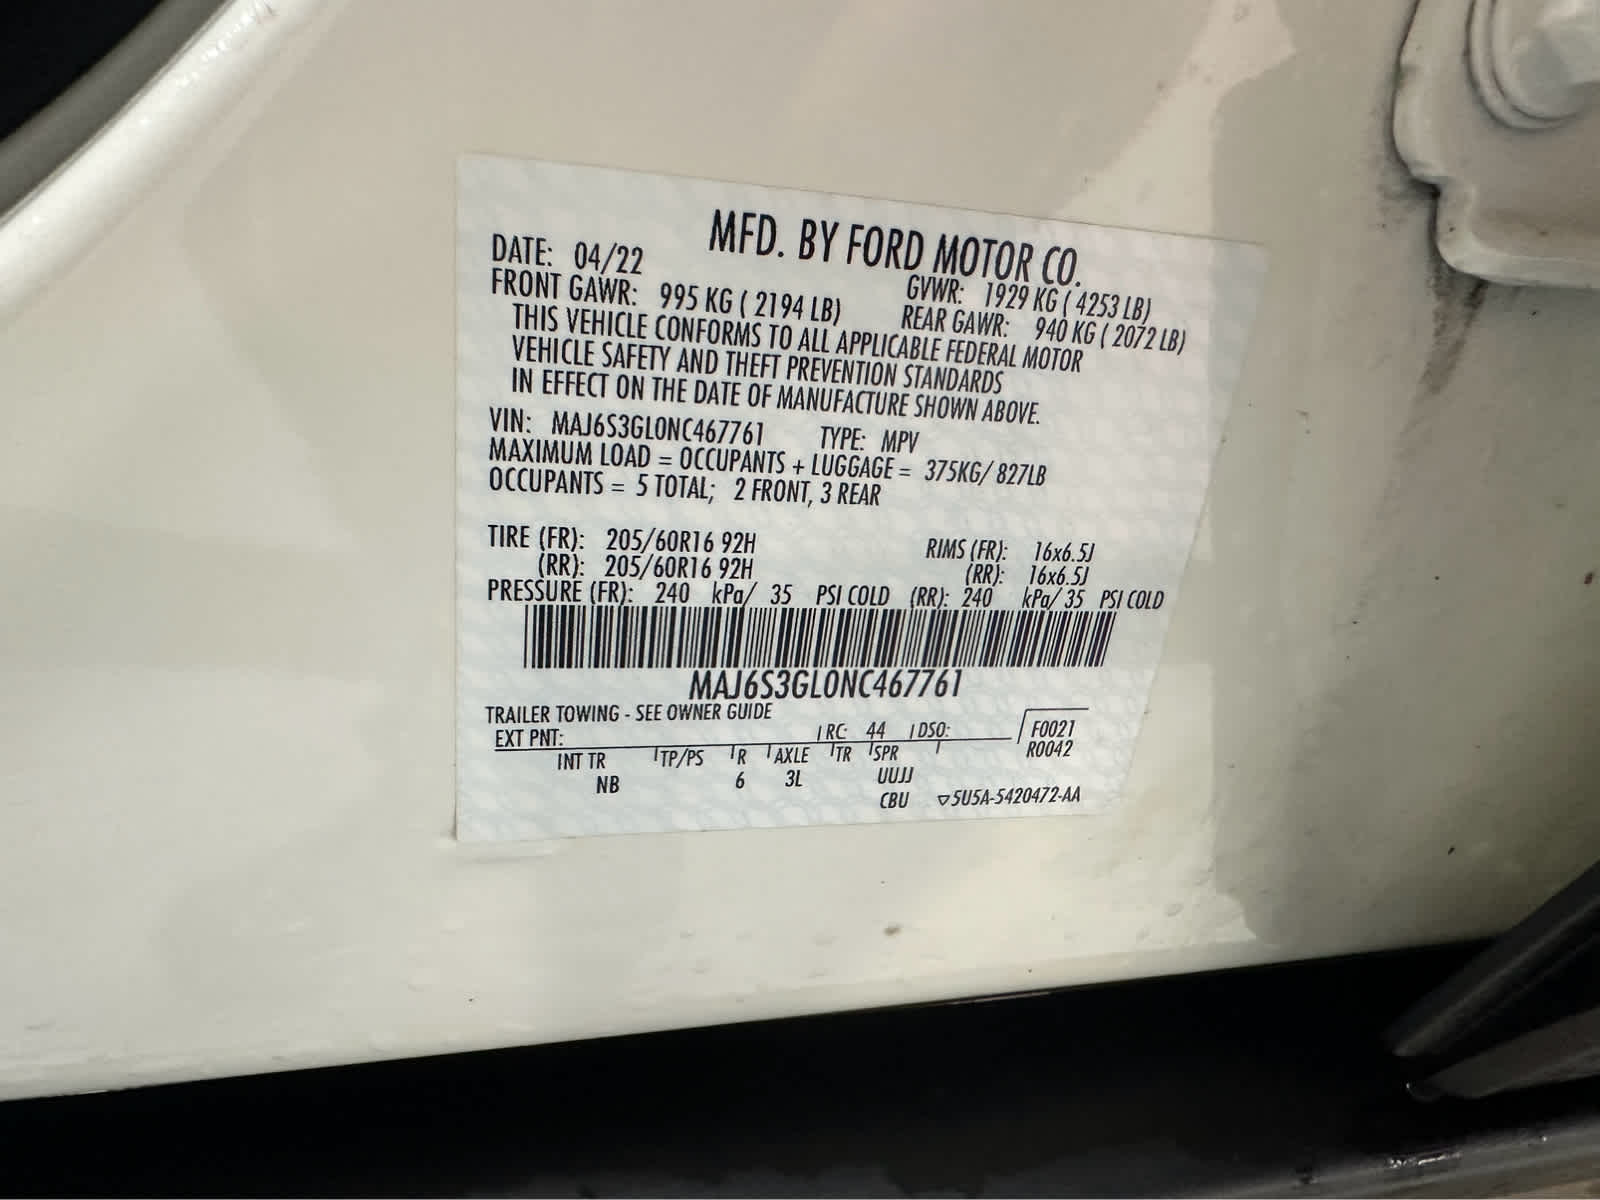 MFD. BY FORD MOTOR CO.
DATE: 04/22 GVWR: 1929 KG ( 4253 LB)
FRONT GAWR: 995 KG ( 2194 LB) REAR GAWR: 940 KG ( 2072 LB)
THIS VEHICLE CONFORMS TO ALL APPLICABLE FEDERAL MOTOR
VEHICLE SAFETY AND THEFT PREVENTION STANDARDS
IN EFFECT ON THE DATE OF MANUFACTURE SHOWN ABOVE.
VIN: MAJ6S3GL0NC467761 TYPE: MPV
MAXIMUM LOAD = OCCUPANTS + LUGGAGE = 375KG/ 827LB
OCCUPANTS = 5 TOTAL; 2 FRONT, 3 REAR
TIRE (FR): 205/60R16 92H RIMS (FR): 16x6.5J
(RR): 205/60R16 92H (RR): 16x6.5J
PRESSURE (FR): 240 kPa/ 35 PSI COLD (RR): 240 kPa/ 35 PSI COLD
MAJ6S3GL0NC467761
TRAILER TOWING - SEE OWNER GUIDE
EXT PNT: RC: 44 DSO: F0021
R0042
INT TR TP/PS R AXLE TR SPR
NB 6 3L UUJJ
CBU ▽5U5A-5420472-AA